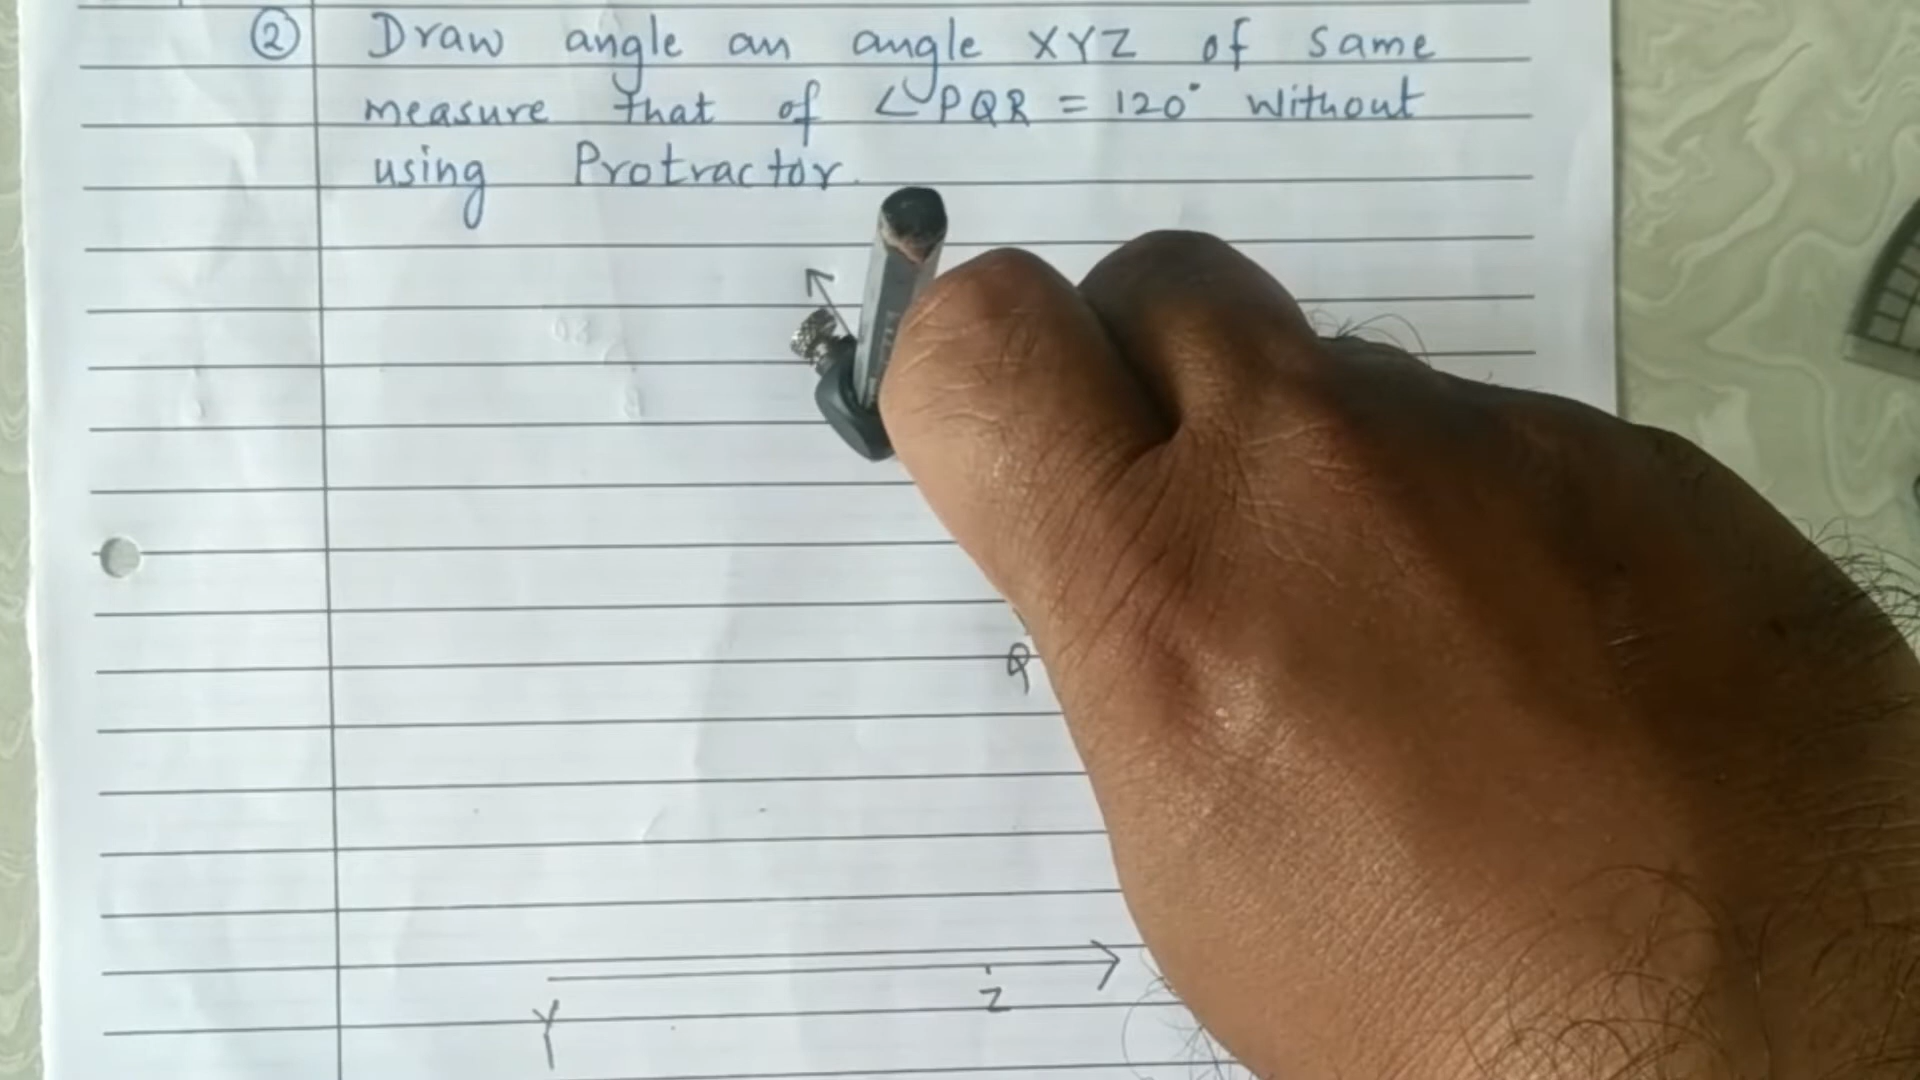 ② Draw angle an angle XYZ of same
measure that of ∠PQR = 120° without
using Protractor.
Q
Z
Y